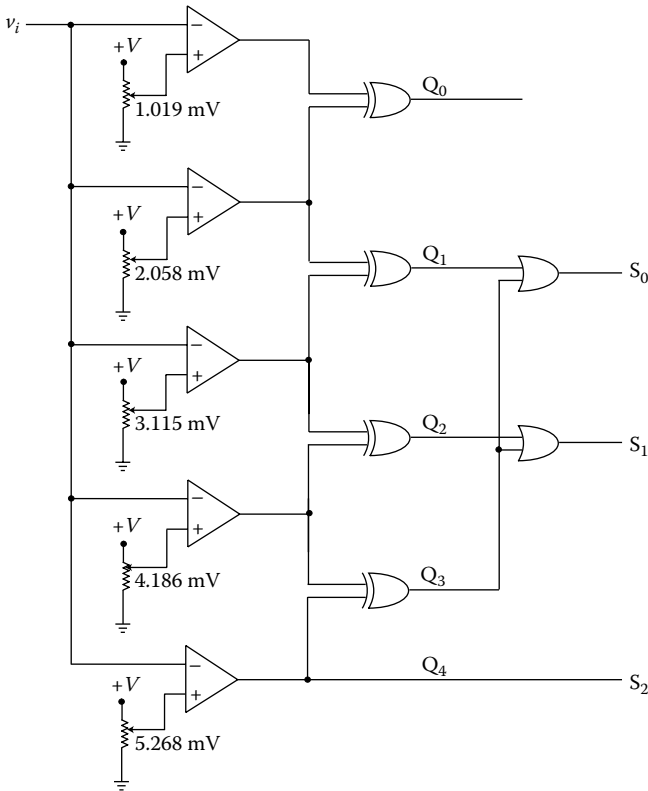 νi
− +
+V
1.019 mV
Q0
− +
+V
2.058 mV
Q1
S0
− +
+V
3.115 mV
Q2
S1
− +
+V
4.186 mV
Q3
− +
+V
5.268 mV
Q4
S2